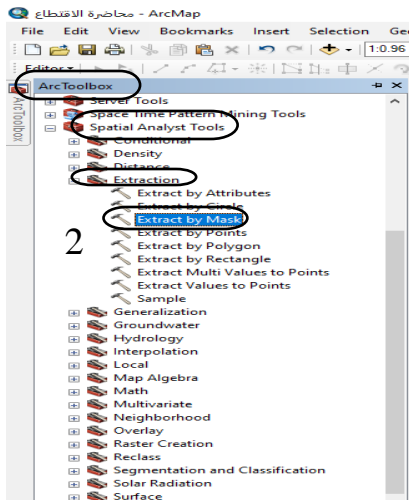 محاضرة الاقتطاع - ArcMap
File Edit View Bookmarks Insert Selection
1:0.96
Editor
ArcToolbox
ArcToolbox
Server Tools
Space Time Pattern Mining Tools
Spatial Analyst Tools
Conditional
Density
Distance
Extraction
Extract by Attributes
Extract by Circle
Extract by Mask
Extract by Points
2
Extract by Polygon
Extract by Rectangle
Extract Multi Values to Points
Extract Values to Points
Sample
Generalization
Groundwater
Hydrology
Interpolation
Local
Map Algebra
Math
Multivariate
Neighborhood
Overlay
Raster Creation
Reclass
Segmentation and Classification
Solar Radiation
Surface